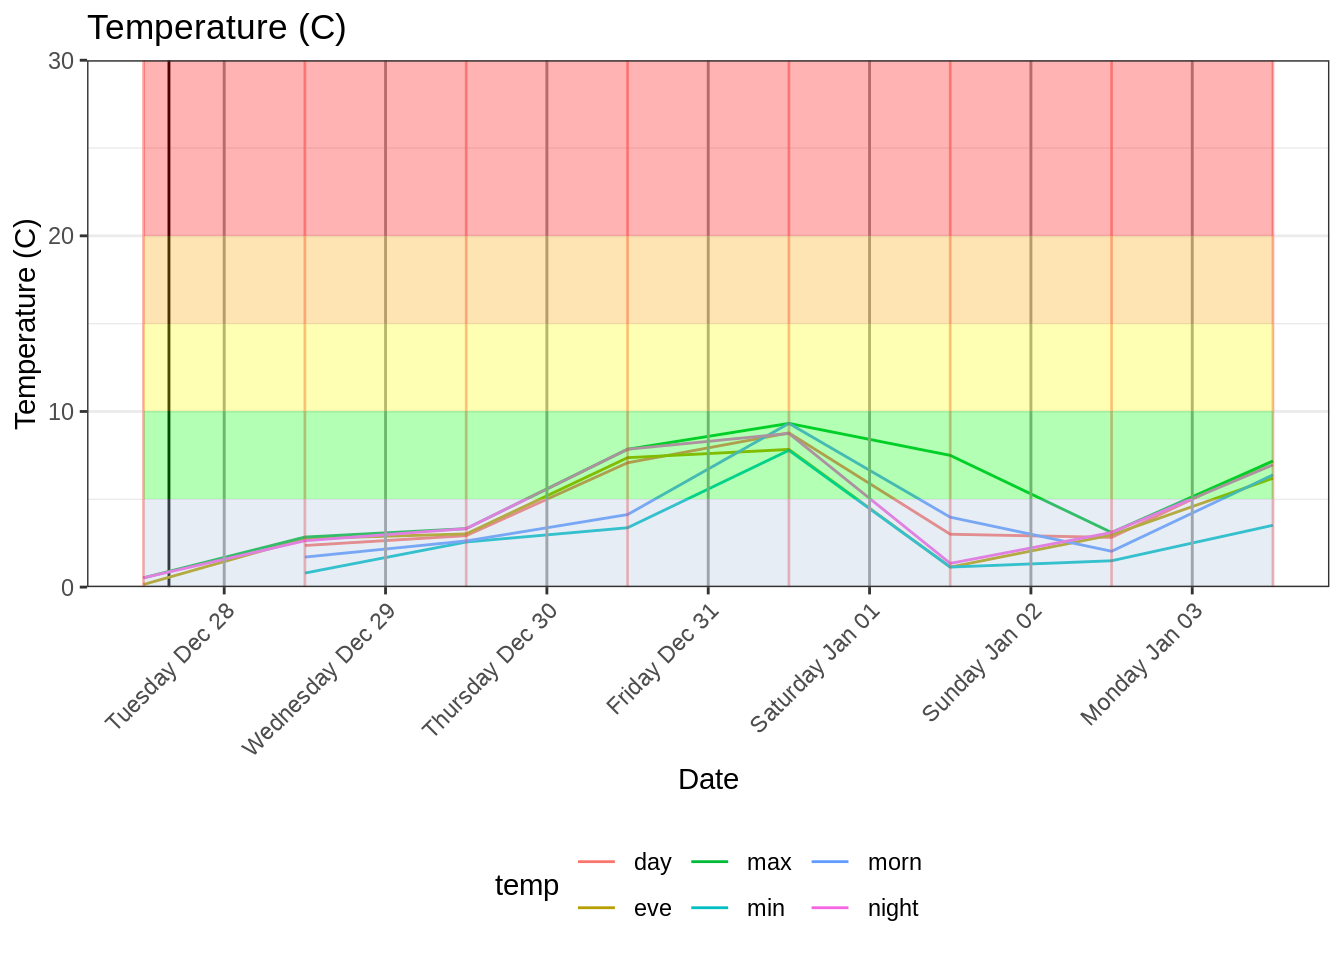 Temperature (C)
Temperature (C)
30
20
10
0
Tuesday Dec 28
Wednesday Dec 29
Thursday Dec 30
Friday Dec 31
Saturday Jan 01
Sunday Jan 02
Monday Jan 03
Date
temp
day max morn
eve min night